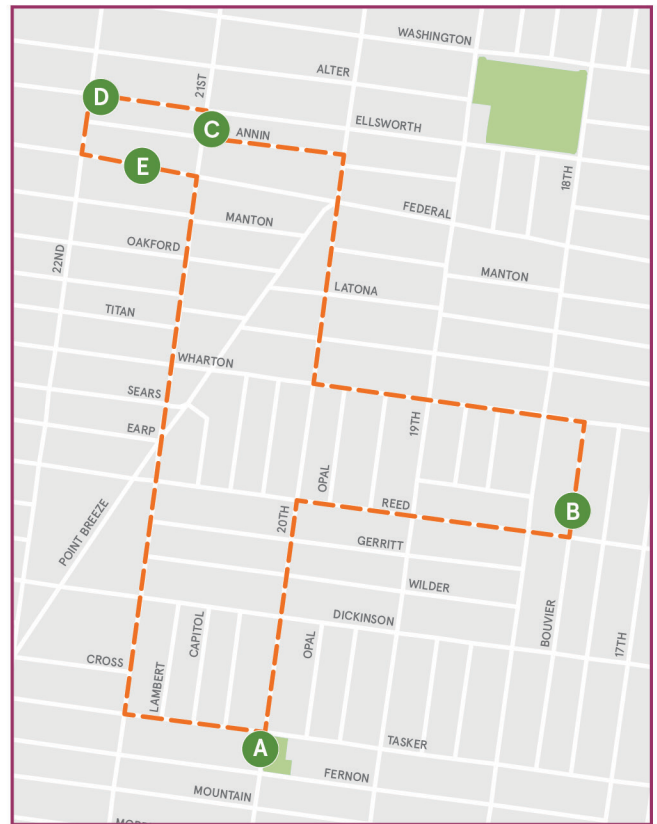 WASHINGTON
ALTER
21ST
D
C
ANNIN
ELLSWORTH
E
18TH
FEDERAL
MANTON
OAKFORD
22ND
MANTON
LATONA
TITAN
WHARTON
SEARS
19TH
EARP
OPAL
REED
B
20TH
POINT BREEZE
GERRITT
WILDER
DICKINSON
BOUVIER
CAPITOL
OPAL
17TH
CROSS
LAMBERT
A
TASKER
FERNON
MOUNTAIN